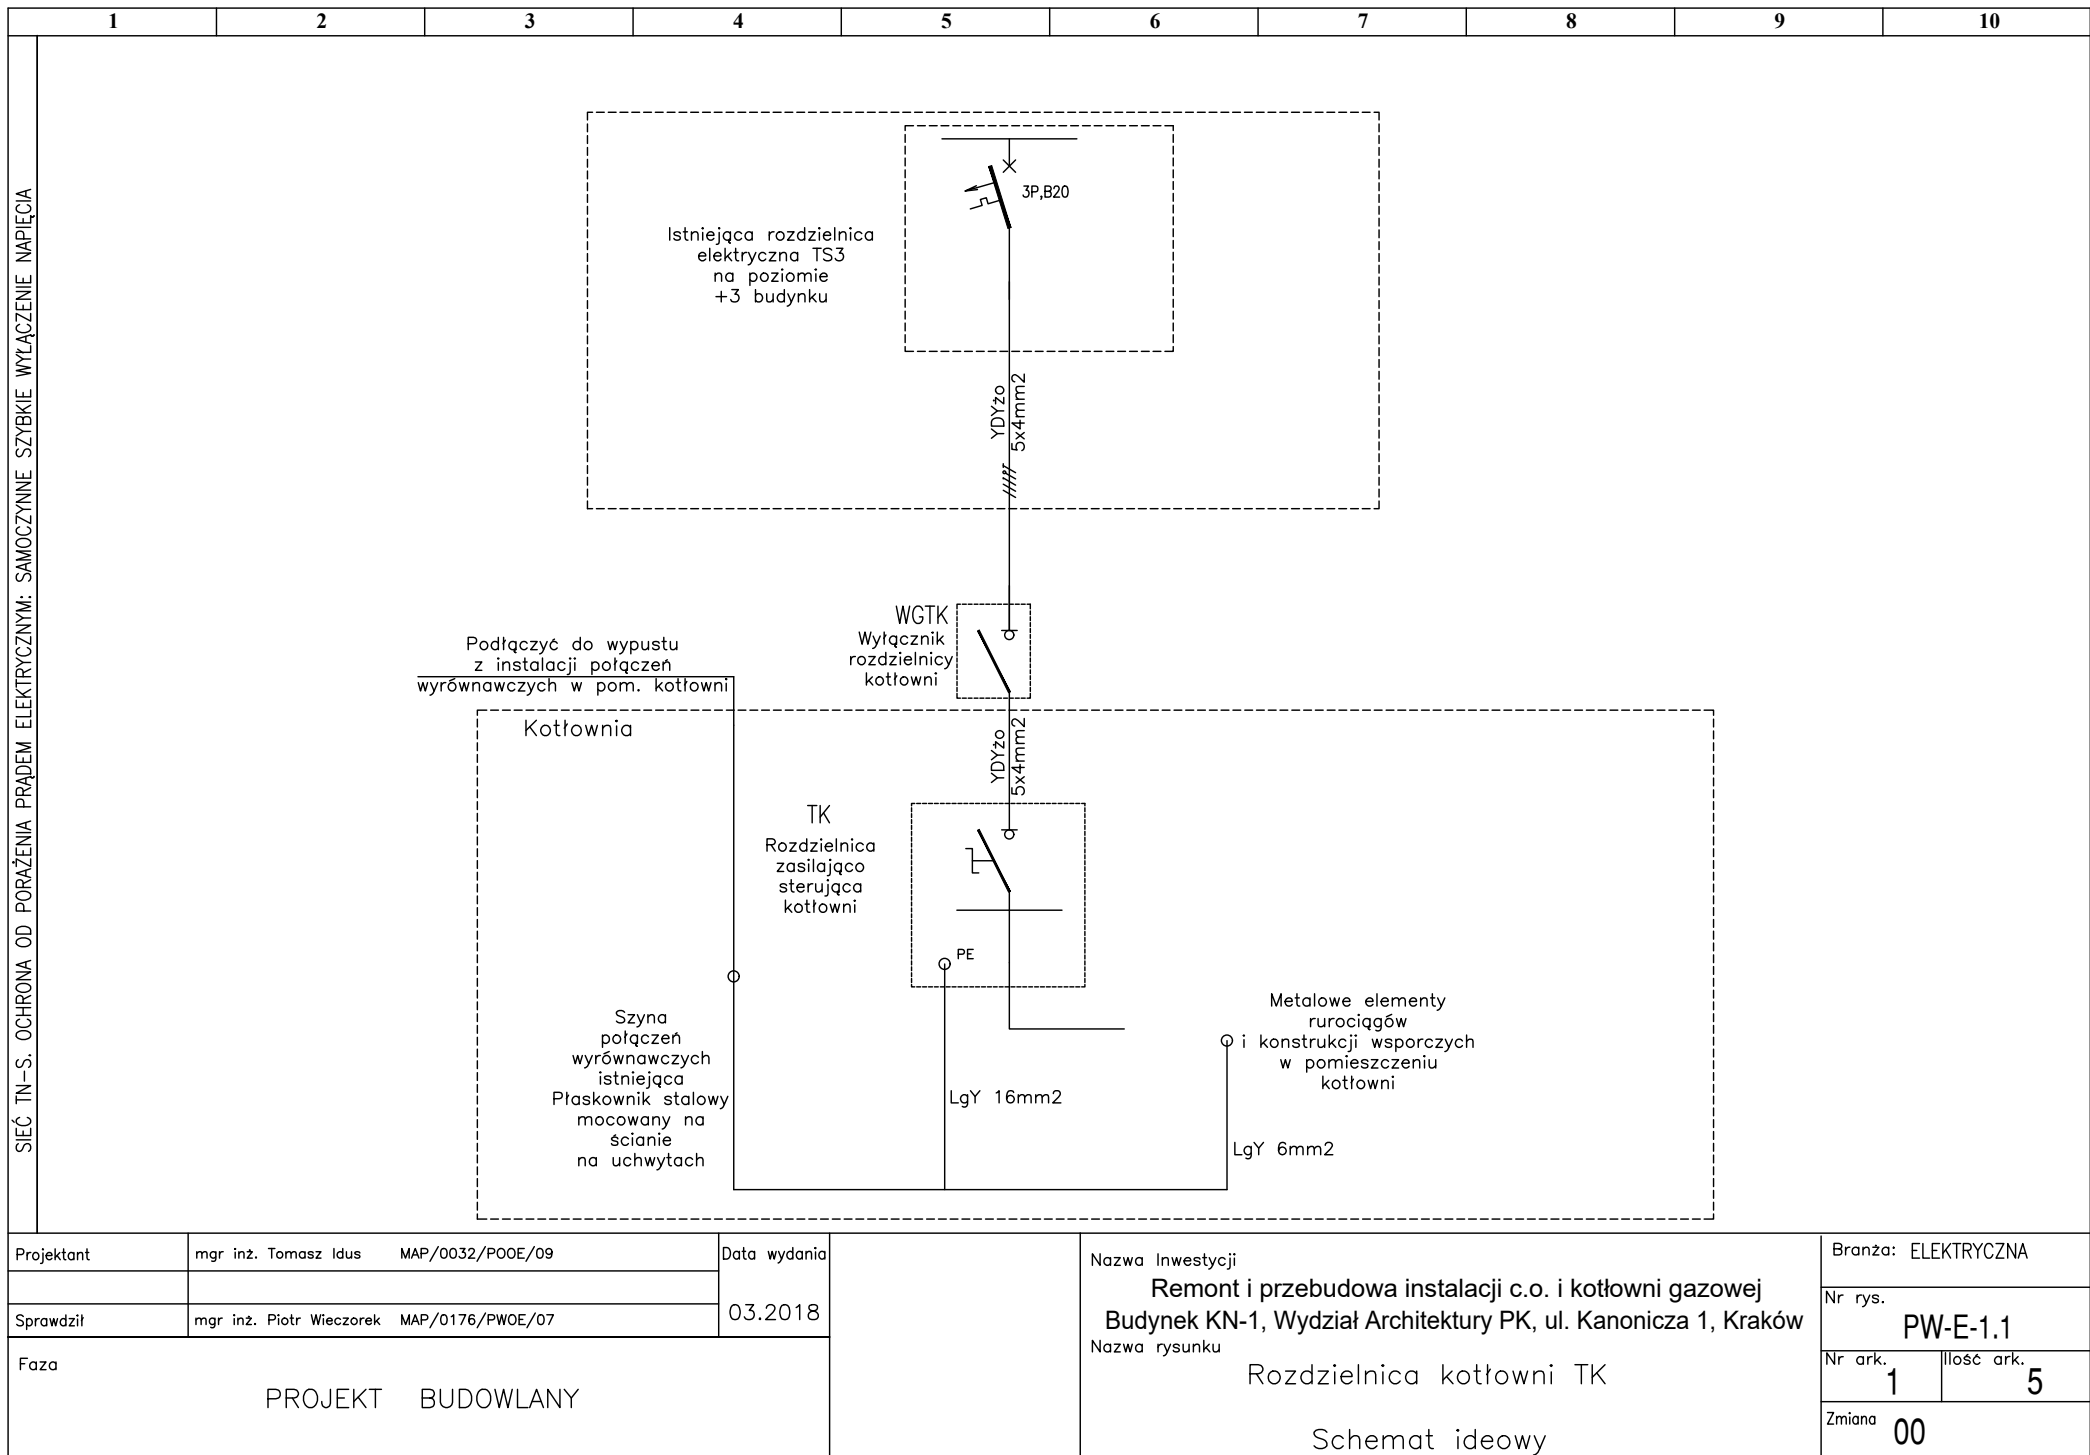 1 2 3 4 5 6 7 8 9 10
SIEĆ TN-S. OCHRONA OD PORAŻENIA PRĄDEM ELEKTRYCZNYM: SAMOCZYNNE SZYBKIE WYŁĄCZENIE NAPIĘCIA
3P,B20
Istniejąca rozdzielnica
elektryczna TS3
na poziomie
+3 budynku
YDYżo
5x4mm2
WGTK
Wyłącznik
rozdzielnicy
kotłowni
Podłączyć do wypustu
z instalacji połączeń
wyrównawczych w pom. kotłowni
Kotłownia
YDYżo
5x4mm2
TK
Rozdzielnica
zasilająco
sterująca
kotłowni
PE
Szyna
połączeń
wyrównawczych
istniejąca
Płaskownik stalowy
mocowany na
ścianie
na uchwytach
LgY 16mm2
Metalowe elementy
rurociągów
i konstrukcji wsporczych
w pomieszczeniu
kotłowni
LgY 6mm2
Projektant mgr inż. Tomasz Idus MAP/0032/POOE/09
Sprawdził mgr inż. Piotr Wieczorek MAP/0176/PWOE/07
Data wydania
03.2018
Faza
PROJEKT BUDOWLANY
Nazwa Inwestycji
Remont i przebudowa instalacji c.o. i kotłowni gazowej
Budynek KN-1, Wydział Architektury PK, ul. Kanonicza 1, Kraków
Nazwa rysunku
Rozdzielnica kotłowni TK
Schemat ideowy
Branża: ELEKTRYCZNA
Nr rys.
PW-E-1.1
Nr ark. Ilość ark.
1 5
Zmiana 00